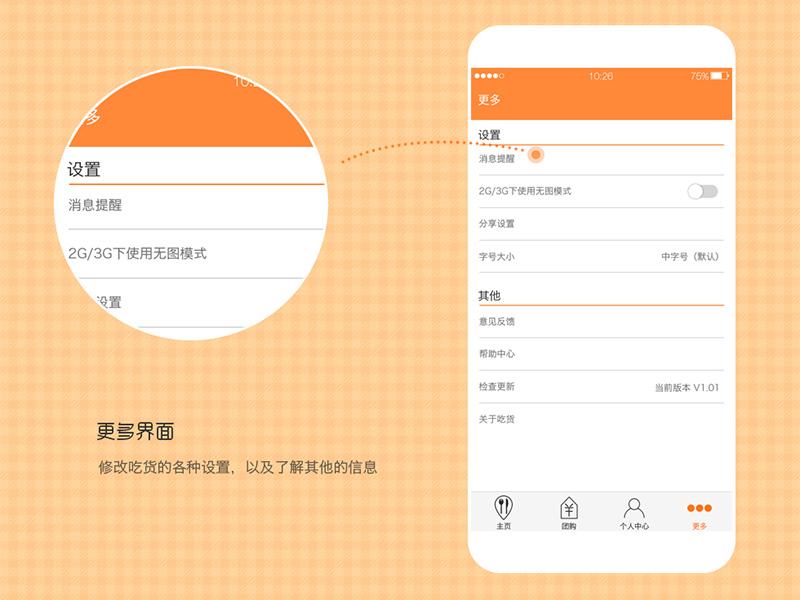 10:2
多
设置
消息提醒
2G/3G下使用无图模式
设置
更多界面
修改吃货的各种设置，以及了解其他的信息
10:26
75%
更多
设置
消息提醒
2G/3G下使用无图模式
分享设置
字号大小 中字号（默认）
其他
意见反馈
帮助中心
检查更新 当前版本 V1.01
关于吃货
主页 团购 个人中心 更多